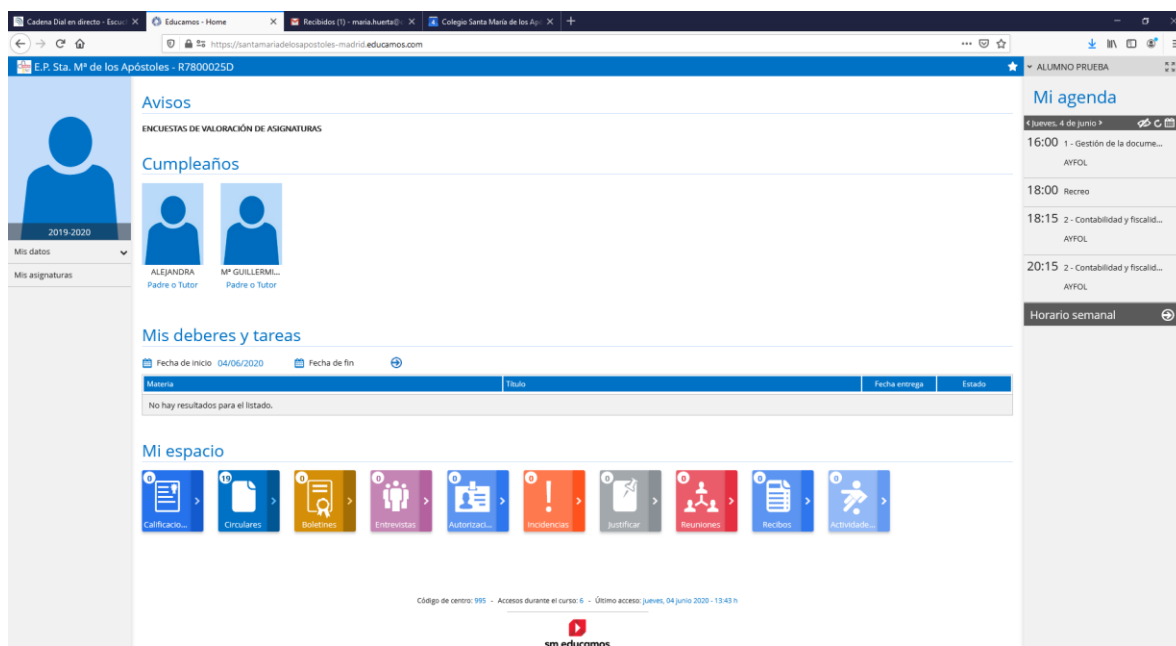 Cadena Dial en directo - Escuc
Educamos - Home
Recibidos (1) - maria.huerta@
Colegio Santa María de los Ap
https://santamariadelosapostoles-madrid.educamos.com
E.P. Sta. Mª de los Apóstoles - R7800025D
ALUMNO PRUEBA
2019-2020
Mis datos
Mis asignaturas
Avisos
ENCUESTAS DE VALORACIÓN DE ASIGNATURAS
Cumpleaños
ALEJANDRA
Padre o Tutor
Mª GUILLERMI...
Padre o Tutor
Mis deberes y tareas
Fecha de inicio 04/06/2020 Fecha de fin
Materia Título Fecha entrega Estado
No hay resultados para el listado.
Mi espacio
0 Calificacio...
19 Circulares
0 Boletines
0 Entrevistas
0 Autorizaci...
0 Incidencias
0 Justificar
0 Reuniones
0 Recibos
0 Actividade...
Código de centro: 995 - Accesos durante el curso: 6 - Último acceso: jueves, 04 junio 2020 - 13:43 h
sm educamos
Mi agenda
Jueves, 4 de junio
16:00 1 - Gestión de la docume...
AYFOL
18:00 Recreo
18:15 2 - Contabilidad y fiscalid...
AYFOL
20:15 2 - Contabilidad y fiscalid...
AYFOL
Horario semanal